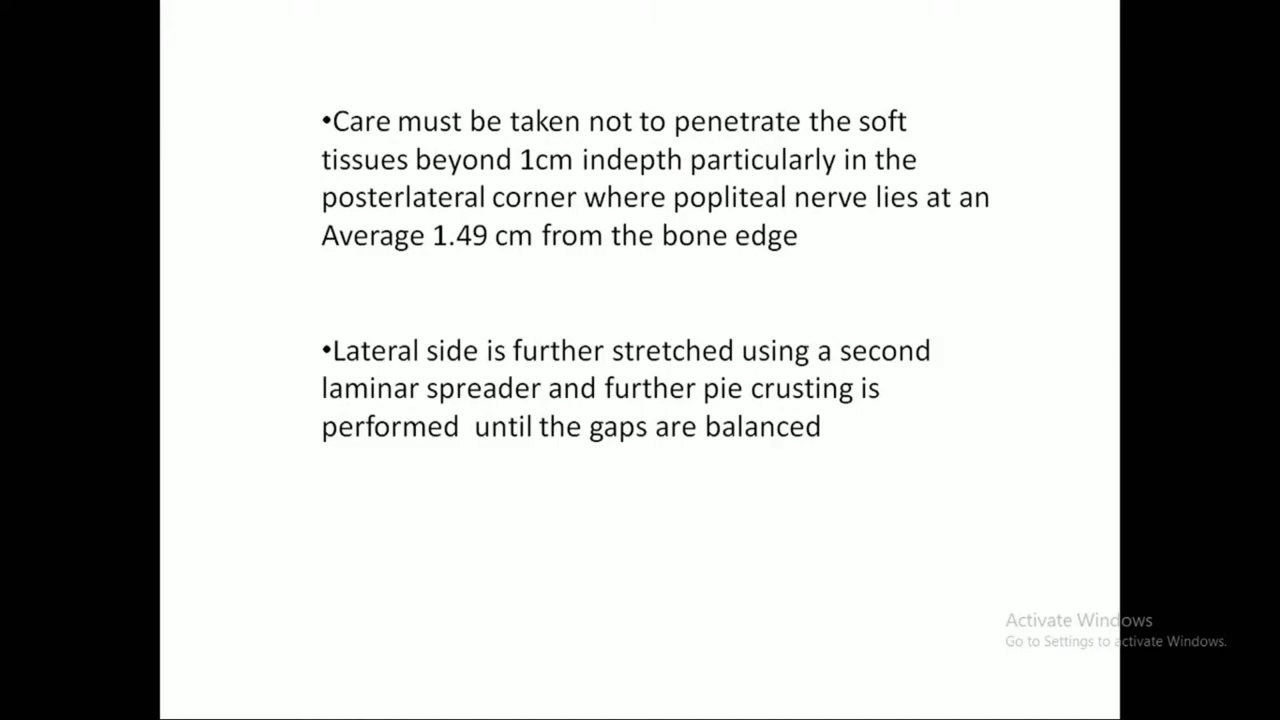 •Care must be taken not to penetrate the soft
tissues beyond 1cm indepth particularly in the
posterlateral corner where popliteal nerve lies at an
Average 1.49 cm from the bone edge
•Lateral side is further stretched using a second
laminar spreader and further pie crusting is
performed  until the gaps are balanced
Activate Windows
Go to Settings to activate Windows.